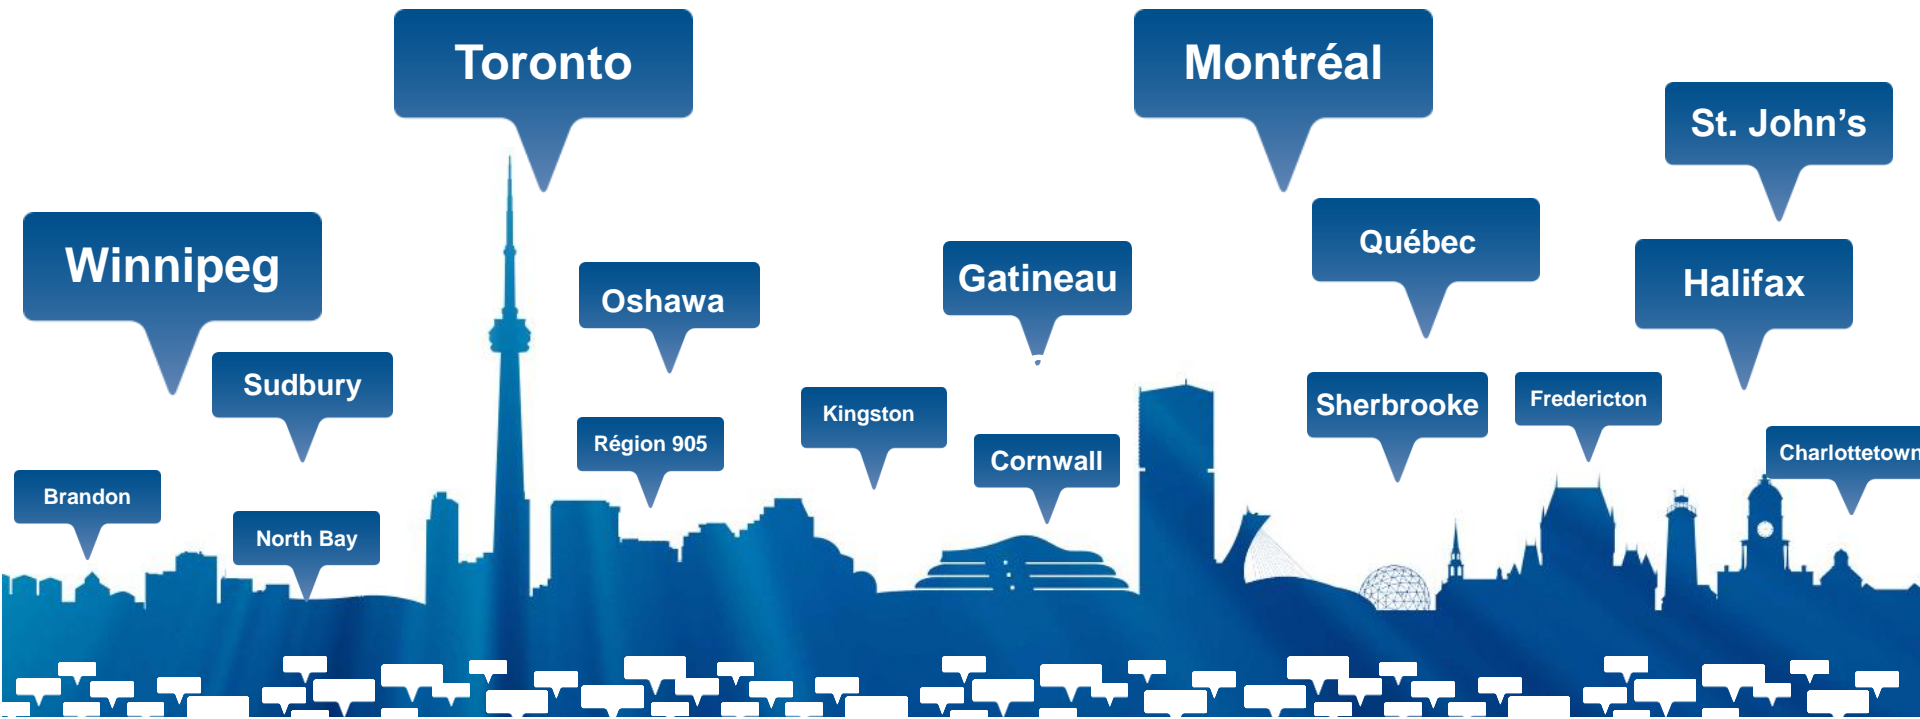 Toronto
Montréal
St. John’s
Winnipeg
Québec
Gatineau
Halifax
Oshawa
Sudbury
Sherbrooke
Fredericton
Kingston
Région 905
Cornwall
Charlottetown
Brandon
North Bay